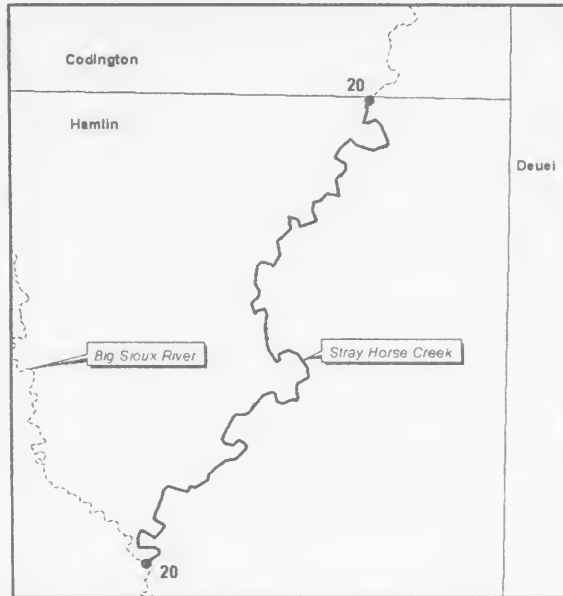 Codington
20
Hamlin
Deuel
Big Sioux River
Stray Horse Creek
20